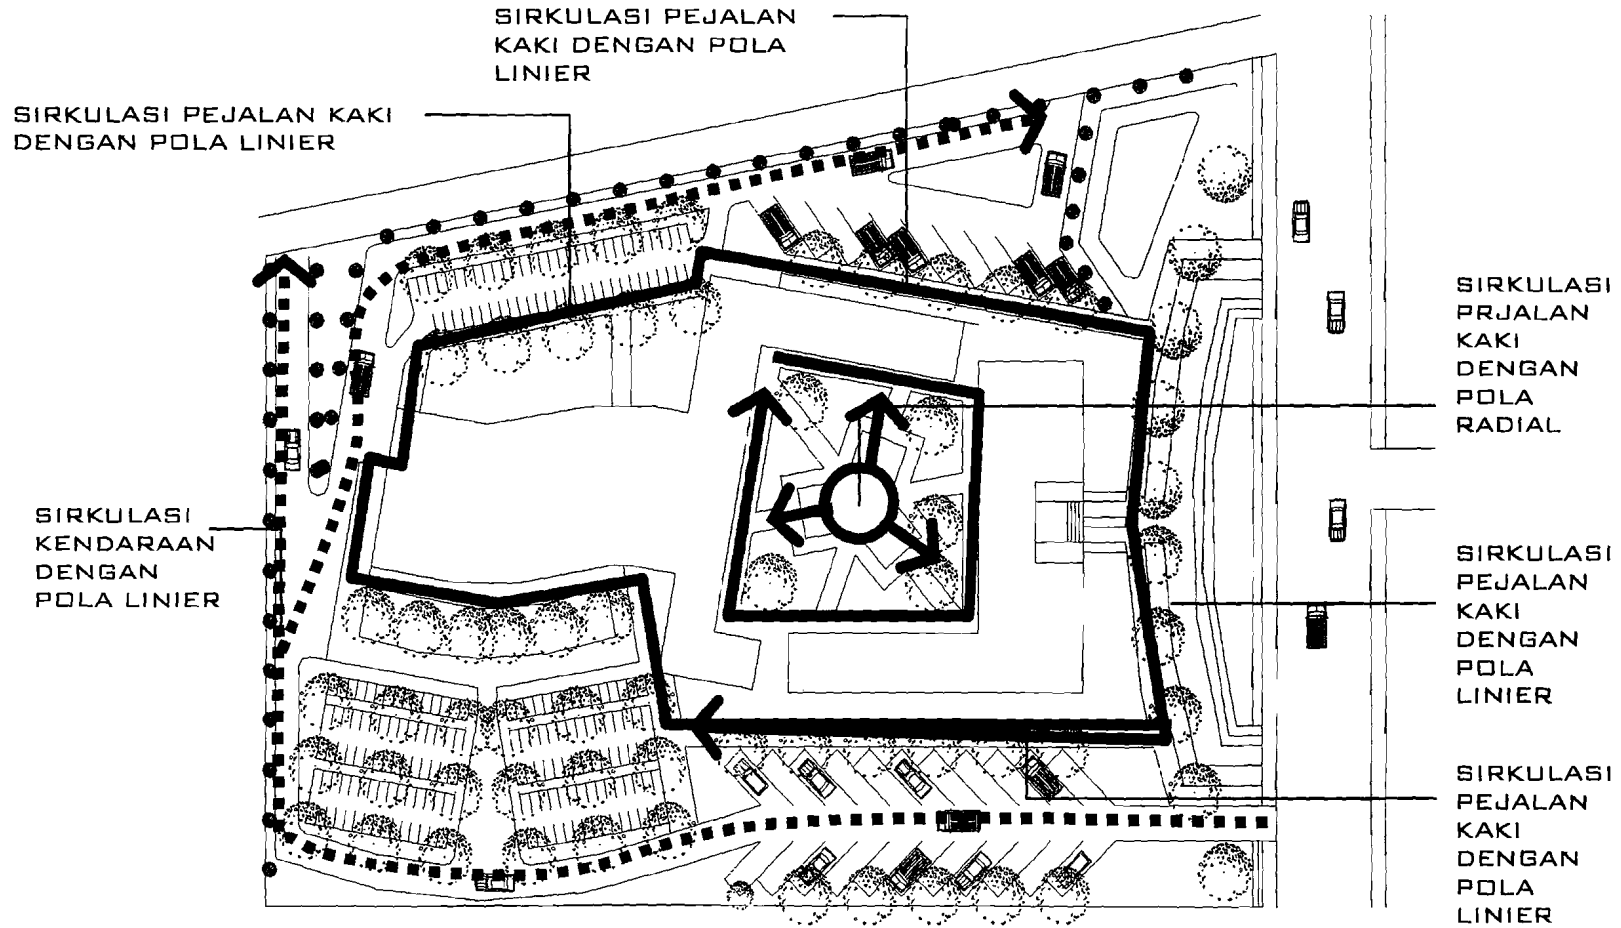 SIRKULASI PEJALAN
KAKI DENGAN POLA
LINIER
SIRKULASI PEJALAN KAKI
DENGAN POLA LINIER
SIRKULASI
PRJALAN
KAKI
DENGAN
POLA
RADIAL
SIRKULASI
KENDARAAN
DENGAN
POLA LINIER
SIRKULASI
PEJALAN
KAKI
DENGAN
POLA
LINIER
SIRKULASI
PEJALAN
KAKI
DENGAN
POLA
LINIER